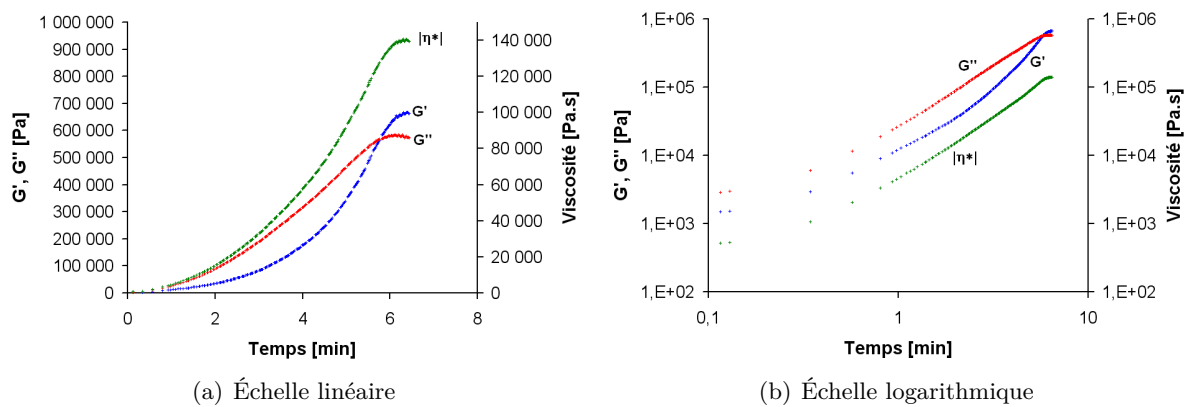 1 000 000
900 000
800 000
700 000
600 000
500 000
400 000
300 000
200 000
100 000
0
G', G'' [Pa]
140 000
120 000
100 000
80 000
60 000
40 000
20 000
0
Viscosité [Pa.s]
|η*|
G'
G''
0 2 4 6 8
Temps [min]
(a) Échelle linéaire
1,E+06
1,E+05
1,E+04
1,E+03
1,E+02
G', G'' [Pa]
1,E+06
1,E+05
1,E+04
1,E+03
1,E+02
Viscosité [Pa.s]
G''
G'
|η*|
0,1 1 10
Temps [min]
(b) Échelle logarithmique